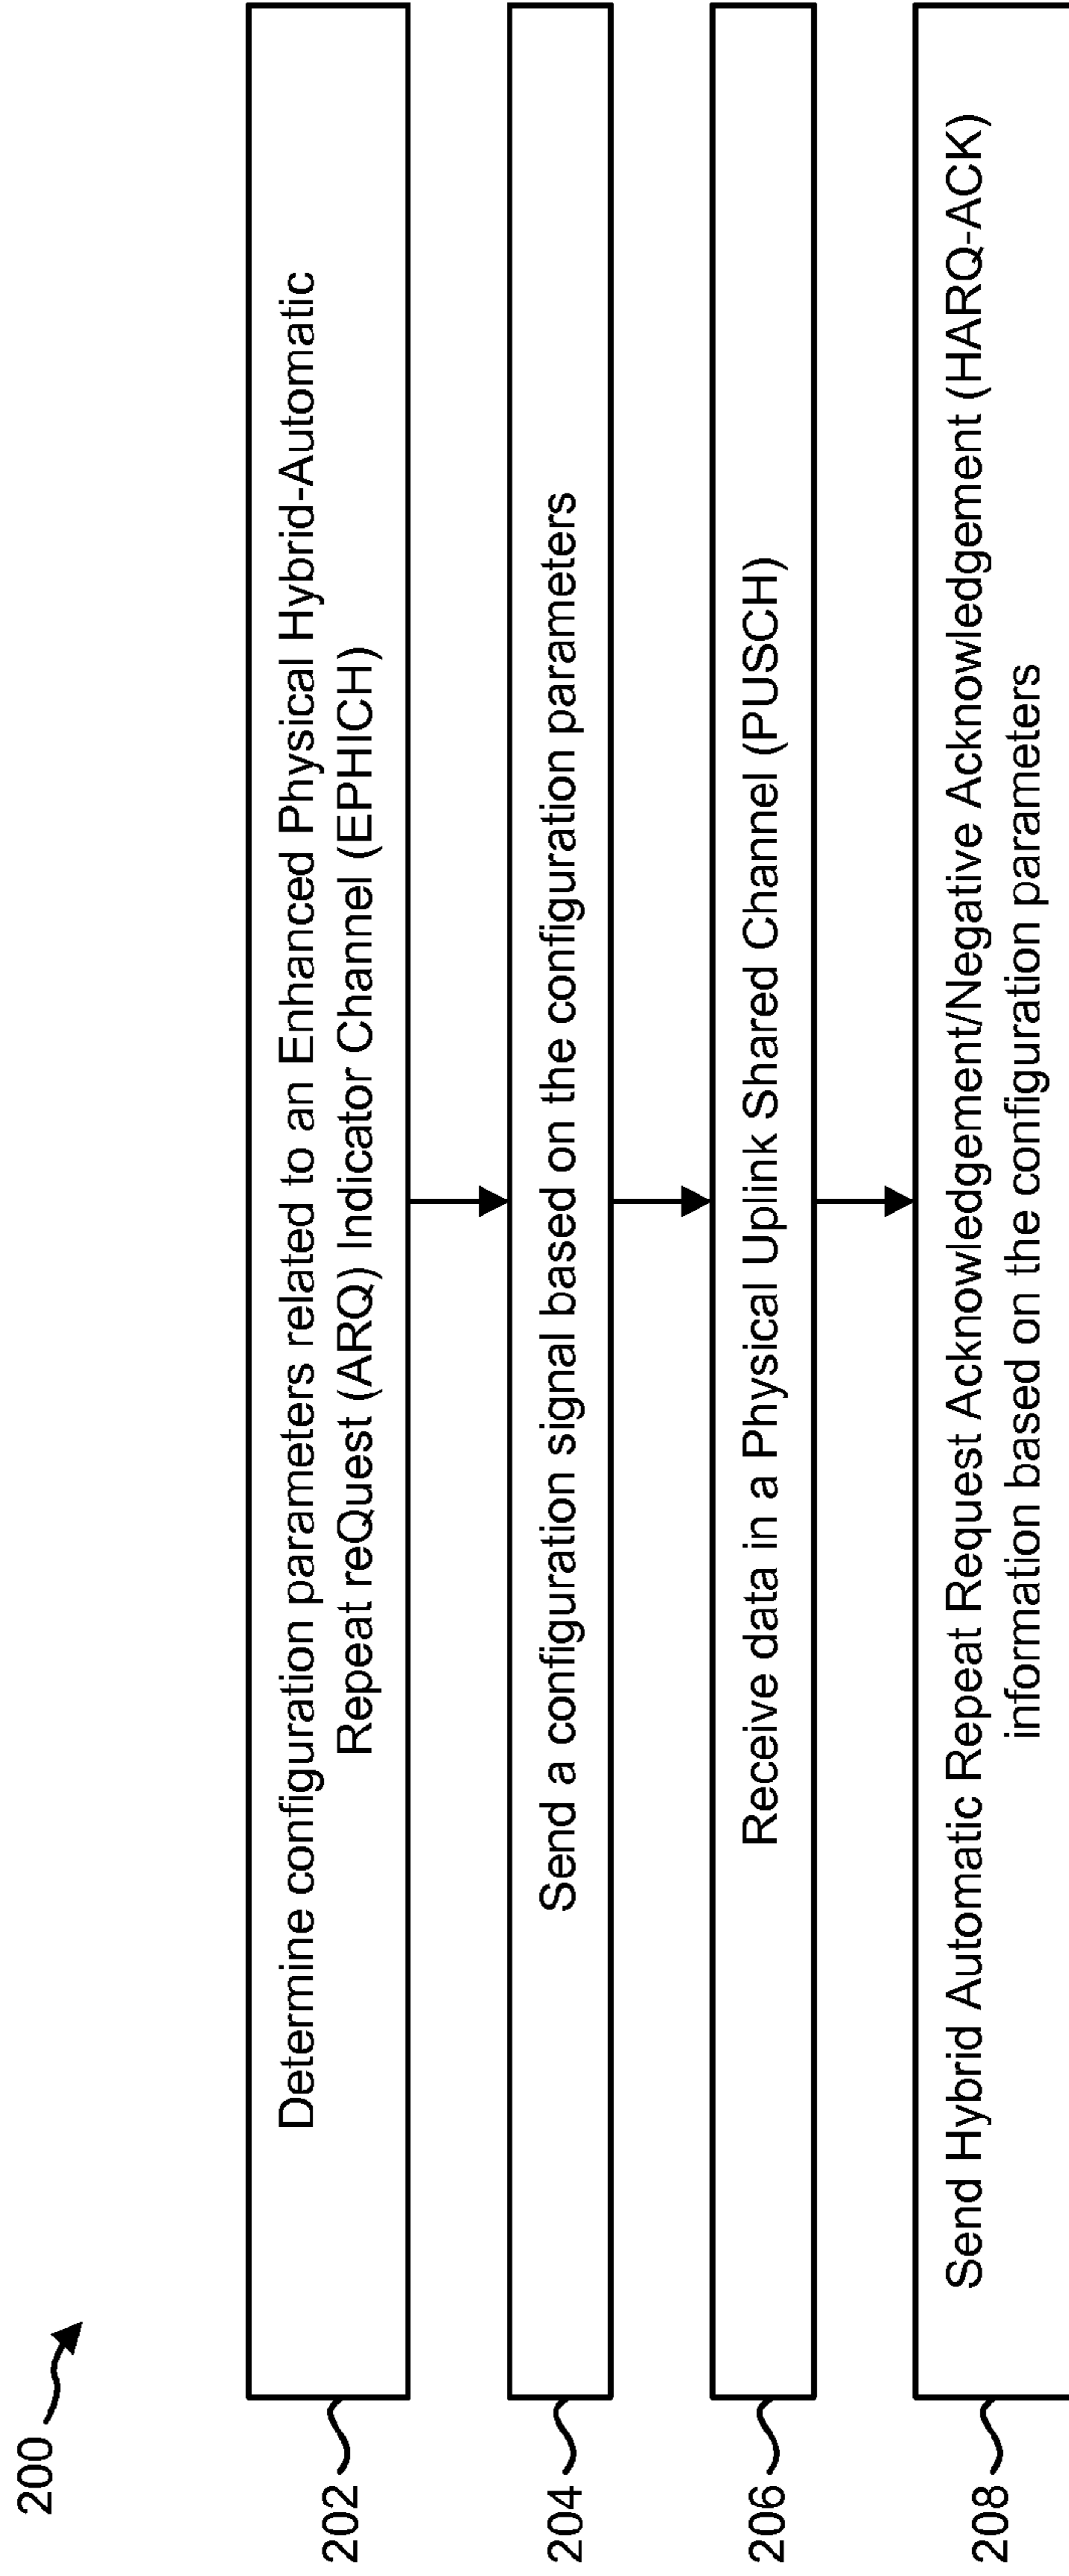 200
202
Determine configuration parameters related to an Enhanced Physical Hybrid-Automatic
Repeat reQuest (ARQ) Indicator Channel (EPHICH)
204
Send a configuration signal based on the configuration parameters
206
Receive data in a Physical Uplink Shared Channel (PUSCH)
208
Send Hybrid Automatic Repeat Request Acknowledgement/Negative Acknowledgement (HARQ-ACK)
information based on the configuration parameters